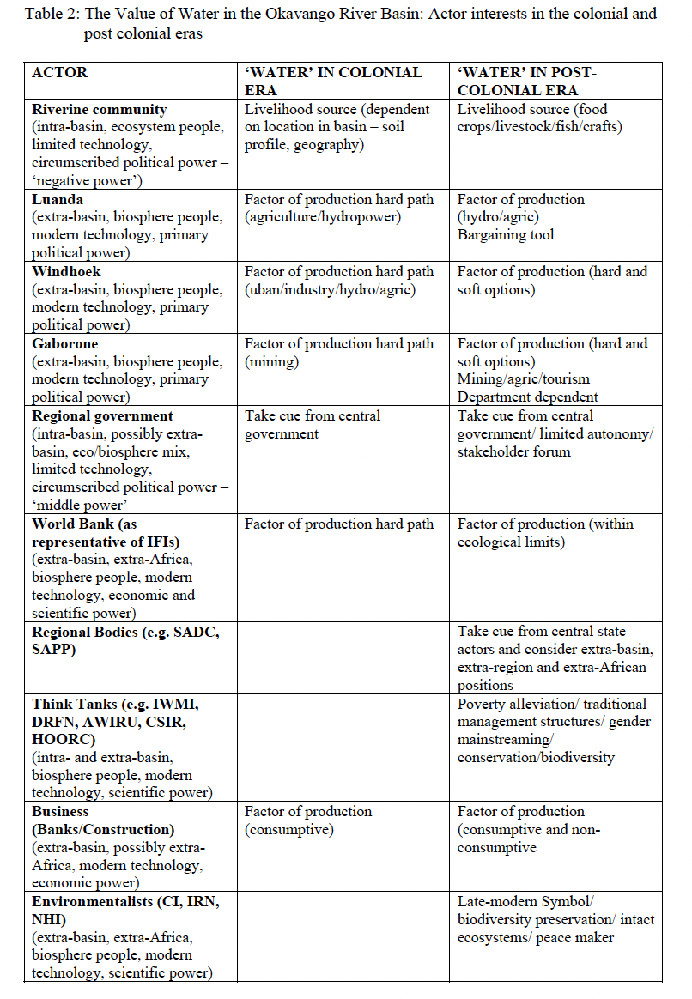 Table 2: The Value of Water in the Okavango River Basin: Actor interests in the colonial and
post colonial eras
ACTOR
‘WATER’ IN COLONIAL
ERA
‘WATER’ IN POST-
COLONIAL ERA
Riverine community
(intra-basin, ecosystem people,
limited technology,
circumscribed political power –
‘negative power’)
Livelihood source (dependent
on location in basin – soil
profile, geography)
Livelihood source (food
crops/livestock/fish/crafts)
Luanda
(extra-basin, biosphere people,
modern technology, primary
political power)
Factor of production hard path
(agriculture/hydropower)
Factor of production
(hydro/agric)
Bargaining tool
Windhoek
(extra-basin, biosphere people,
modern technology, primary
political power)
Factor of production hard path
(uban/industry/hydro/agric)
Factor of production (hard and
soft options)
Gaborone
(extra-basin, biosphere people,
modern technology, primary
political power)
Factor of production hard path
(mining)
Factor of production (hard and
soft options)
Mining/agric/tourism
Department dependent
Regional government
(intra-basin, possibly extra-
basin, eco/biosphere mix,
limited technology,
circumscribed political power –
‘middle power’
Take cue from central
government
Take cue from central
government/ limited autonomy/
stakeholder forum
World Bank (as
representative of IFIs)
(extra-basin, extra-Africa,
biosphere people, modern
technology, economic and
scientific power)
Factor of production hard path
Factor of production (within
ecological limits)
Regional Bodies (e.g. SADC,
SAPP)
Take cue from central state
actors and consider extra-basin,
extra-region and extra-African
positions
Think Tanks (e.g. IWMI,
DRFN, AWIRU, CSIR,
HOORC)
(intra- and extra-basin,
biosphere people, modern
technology, scientific power)
Poverty alleviation/ traditional
management structures/ gender
mainstreaming/
conservation/biodiversity
Business
(Banks/Construction)
(extra-basin, possibly extra-
Africa, modern technology,
economic power)
Factor of production
(consumptive)
Factor of production
(consumptive and non-
consumptive
Environmentalists (CI, IRN,
NHI)
(extra-basin, extra-Africa,
biosphere people, modern
technology, scientific power)
Late-modern Symbol/
biodiversity preservation/ intact
ecosystems/ peace maker